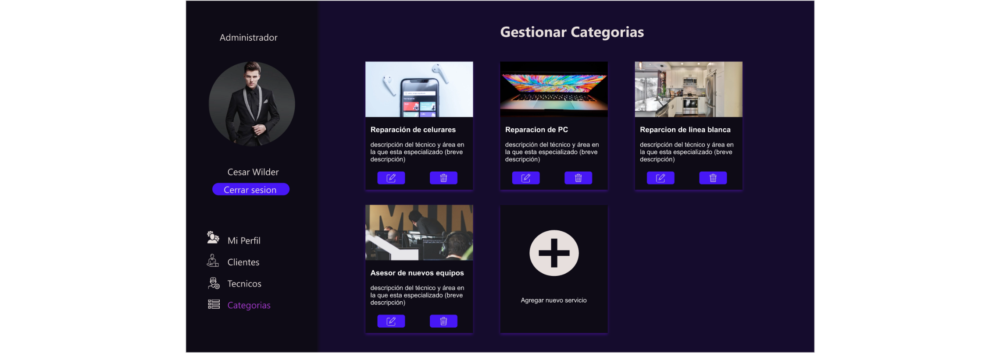 Administrador
Cesar Wilder
Cerrar sesion
Mi Perfil
Clientes
Tecnicos
Categorias
Gestionar Categorias
Reparación de celurares
descripción del técnico y área en
la que esta especializado (breve
descripción)
Reparacion de PC
descripción del técnico y área en
la que esta especializado (breve
descripción)
Reparcion de linea blanca
descripción del técnico y área en
la que esta especializado (breve
descripción)
Asesor de nuevos equipos
descripción del técnico y área en
la que esta especializado (breve
descripción)
Agregar nuevo servicio